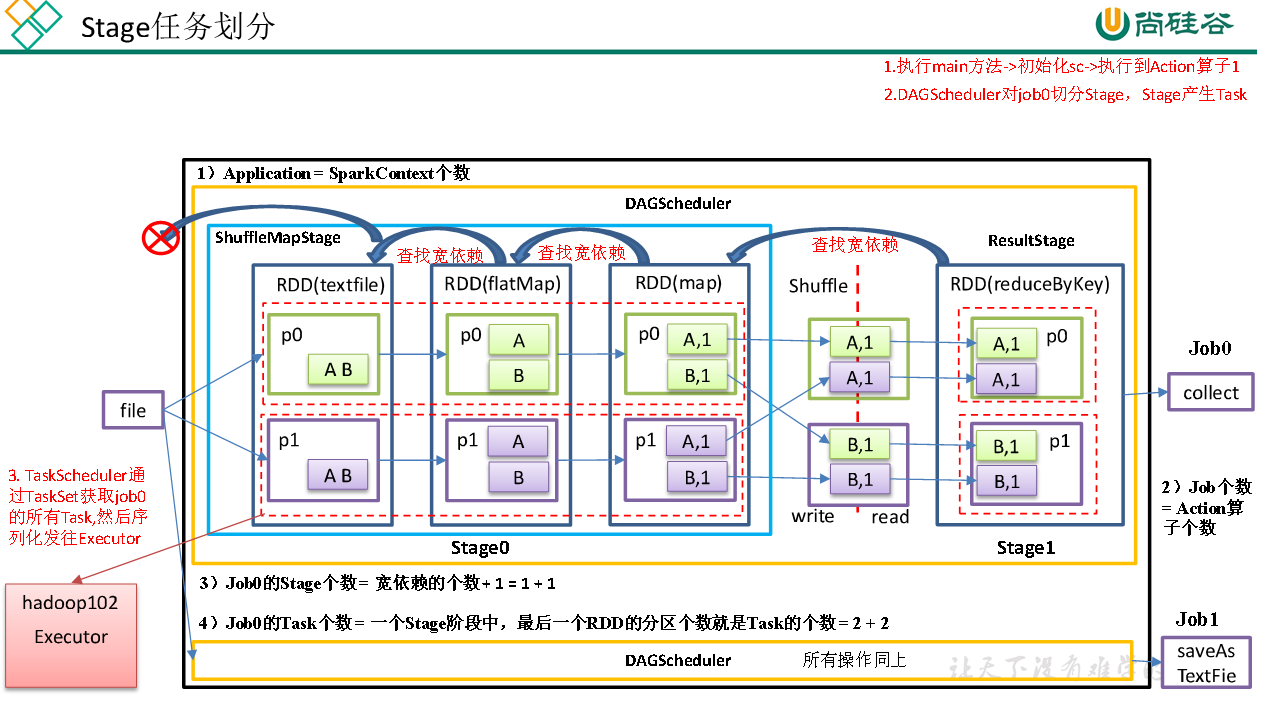 Stage任务划分
尚硅谷
1.执行main方法->初始化sc->执行到Action算子1
2.DAGScheduler对job0切分Stage，Stage产生Task
1）Application = SparkContext个数
DAGScheduler
ShuffleMapStage
查找宽依赖
查找宽依赖
查找宽依赖
ResultStage
RDD(textfile)
RDD(flatMap)
RDD(map)
Shuffle
RDD(reduceByKey)
p0
A B
p0
A
B
p0
A,1
B,1
A,1
A,1
A,1
A,1
p0
file
p1
A B
p1
A
B
p1
A,1
B,1
B,1
B,1
B,1
B,1
p1
write
read
Job0
collect
Stage0
Stage1
3. TaskScheduler通
过TaskSet获取job0
的所有Task,然后序
列化发往Executor
2）Job个数
= Action算
子个数
hadoop102
Executor
3）Job0的Stage个数= 宽依赖的个数+ 1 = 1 + 1
4）Job0的Task个数= 一个Stage阶段中，最后一个RDD的分区个数就是Task的个数= 2 + 2
DAGScheduler
所有操作同上
让天下没有难学
Job1
saveAs
TextFie